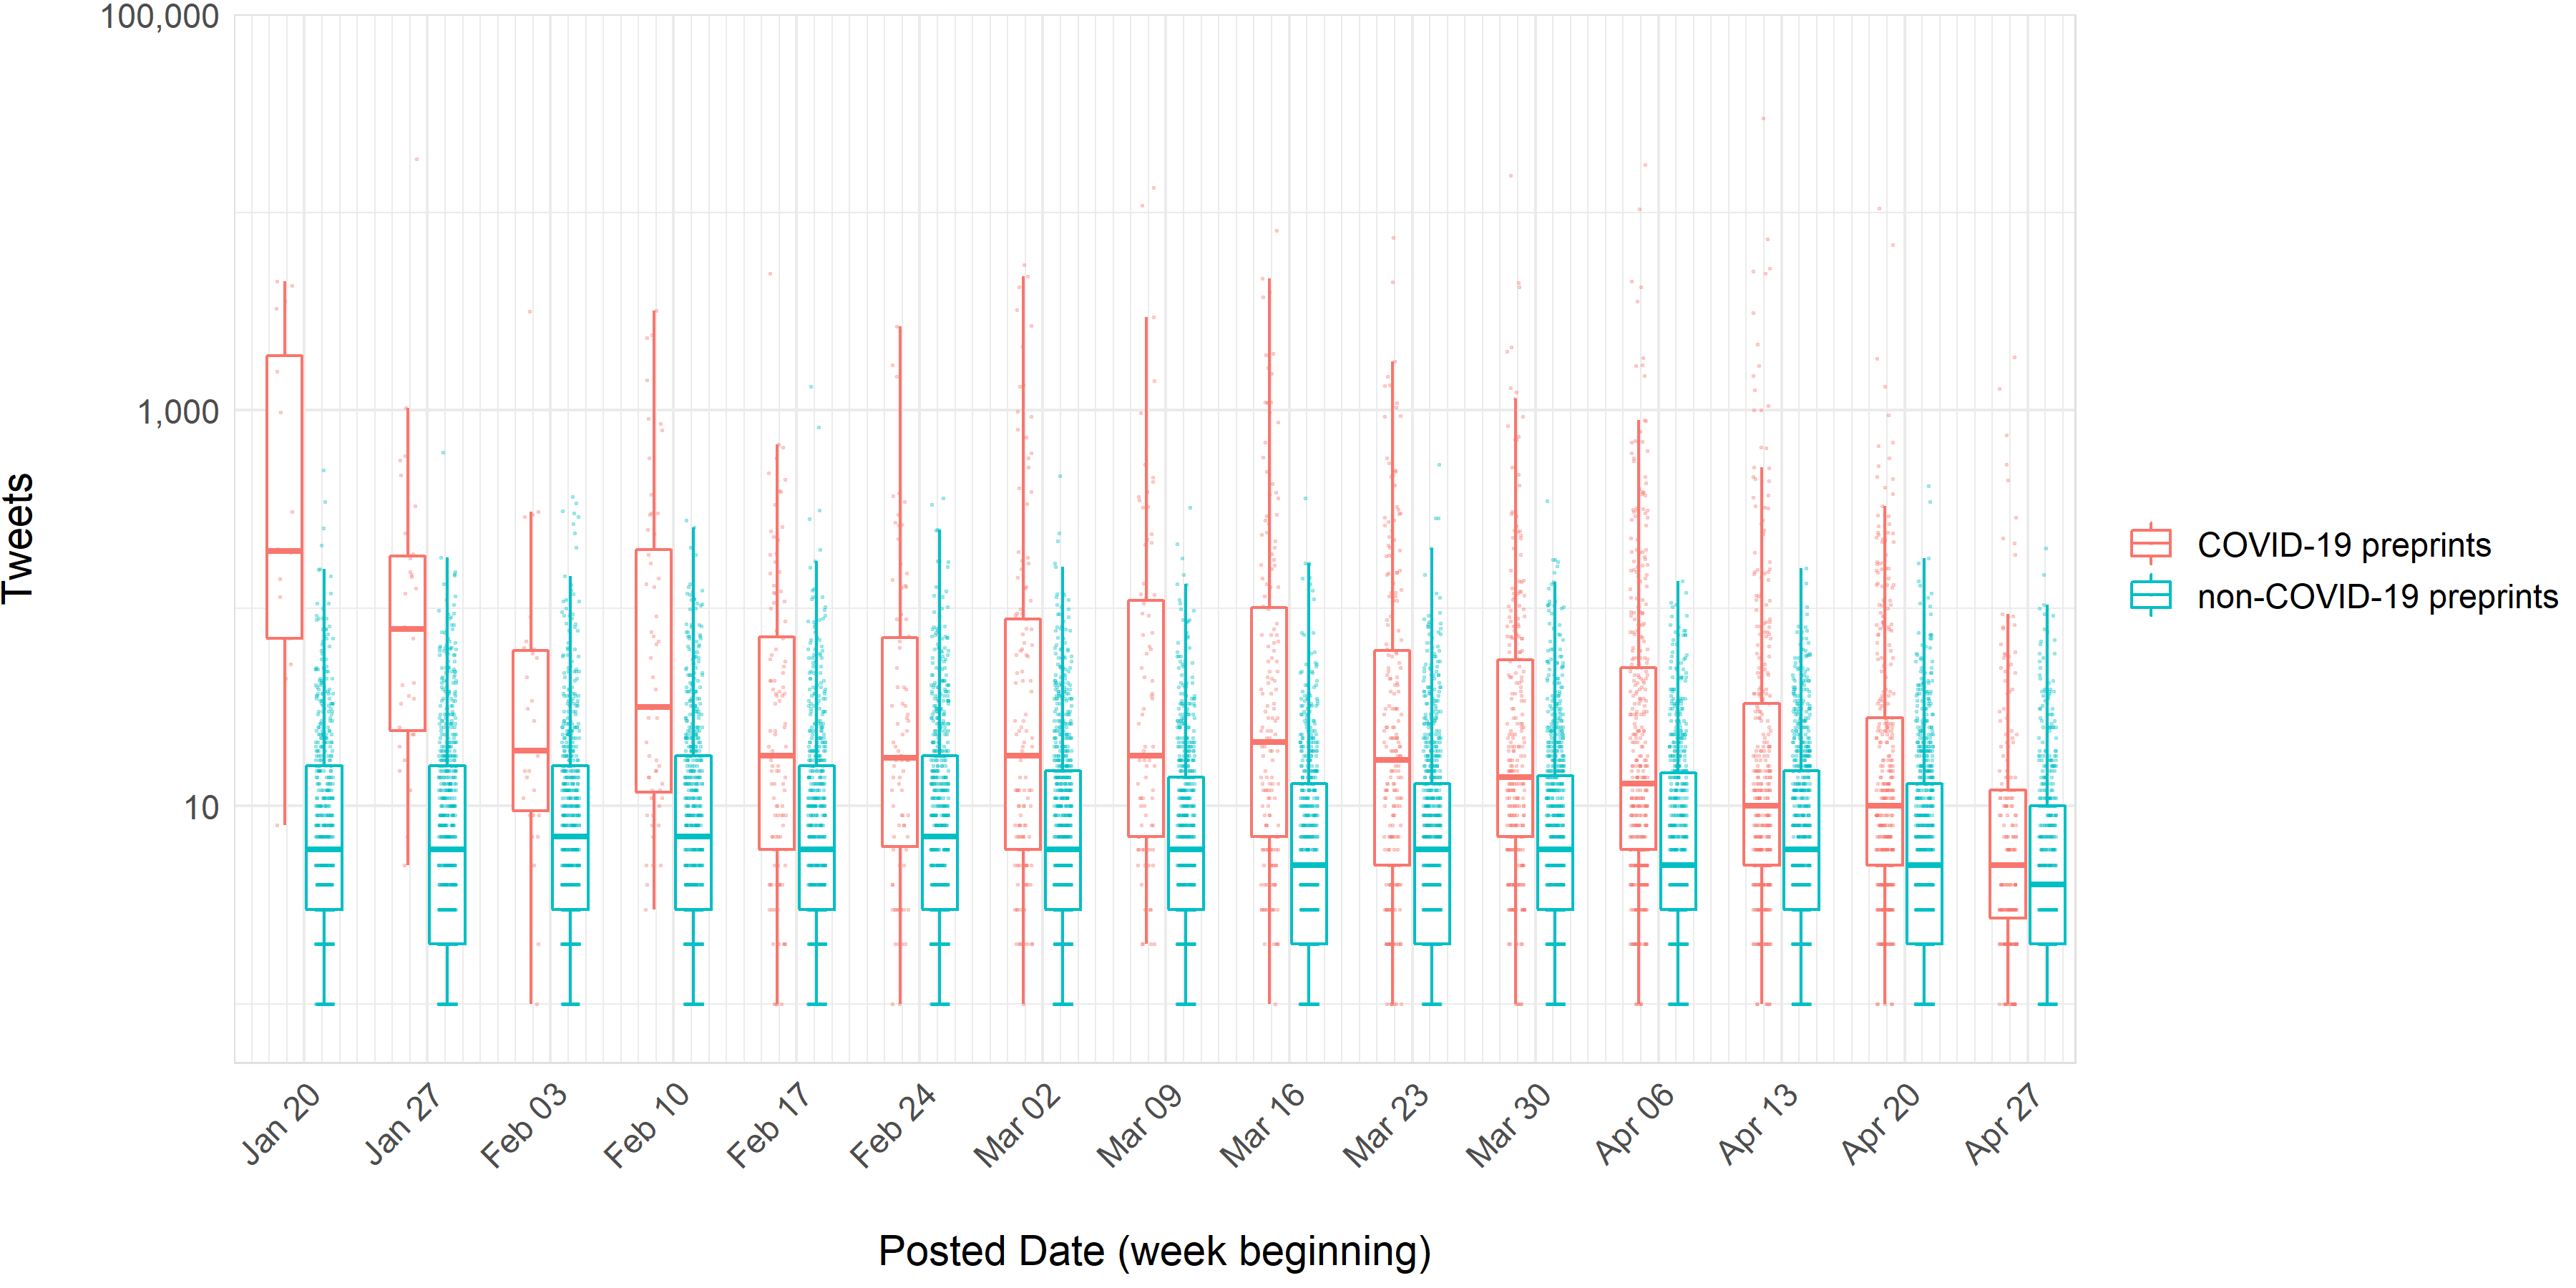 100,000
1,000
10
Tweets
Jan 20
Jan 27
Feb 03
Feb 10
Feb 17
Feb 24
Mar 02
Mar 09
Mar 16
Mar 23
Mar 30
Apr 06
Apr 13
Apr 20
Apr 27
Posted Date (week beginning)
COVID-19 preprints
non-COVID-19 preprints